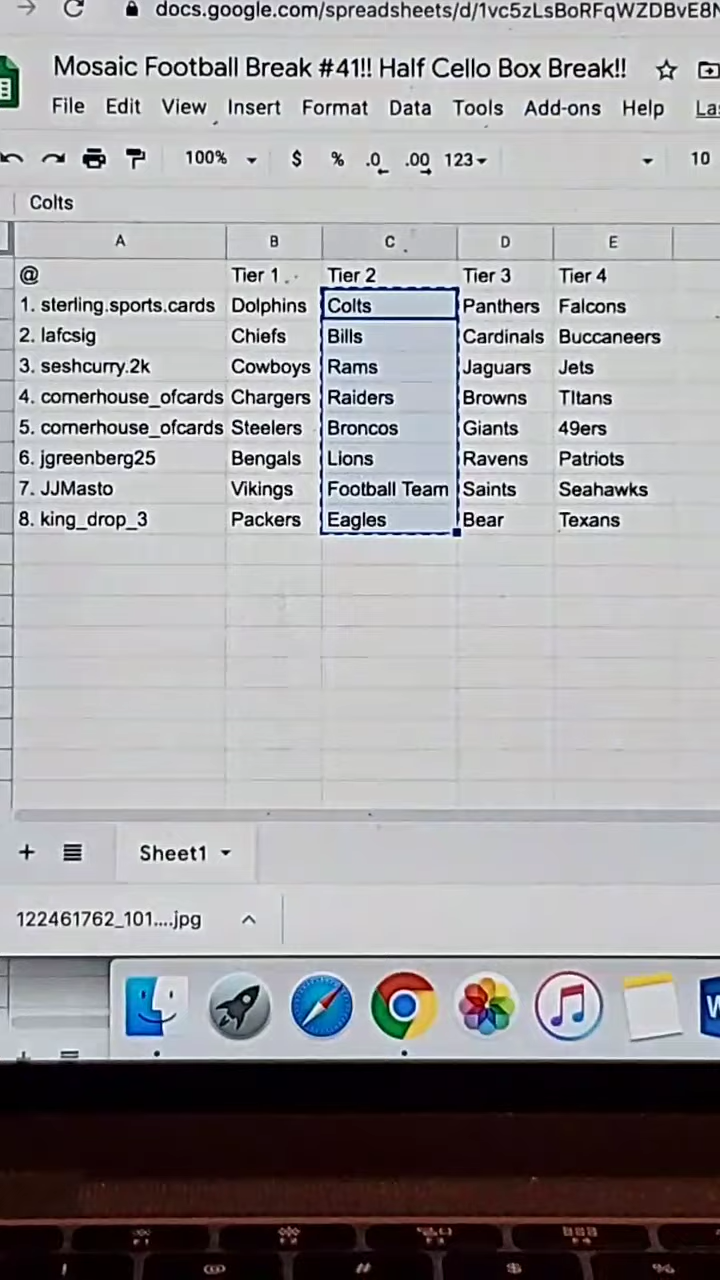 docs.google.com/spreadsheets/d/1vc5zLsBoRFqWZDBvE8N
Mosaic Football Break #41!! Half Cello Box Break!!
File Edit View Insert Format Data Tools Add-ons Help La
100% $ % .0 .00 123 10
Colts
A B C D E
@ Tier 1 Tier 2 Tier 3 Tier 4
1. sterling.sports.cards Dolphins Colts Panthers Falcons
2. lafcsig Chiefs Bills Cardinals Buccaneers
3. seshcurry.2k Cowboys Rams Jaguars Jets
4. cornerhouse_ofcards Chargers Raiders Browns TItans
5. cornerhouse_ofcards Steelers Broncos Giants 49ers
6. jgreenberg25 Bengals Lions Ravens Patriots
7. JJMasto Vikings Football Team Saints Seahawks
8. king_drop_3 Packers Eagles Bear Texans
+ Sheet1
122461762_101....jpg
W
! @ # $ %